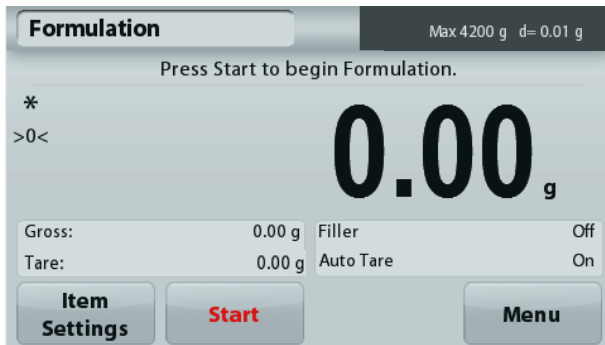 Formulation
Max 4200 g d= 0.01 g
Press Start to begin Formulation.
*
>0<
0.00 g
Gross: 0.00 g
Tare: 0.00 g
Filler Off
Auto Tare On
Item
Settings
Start
Menu